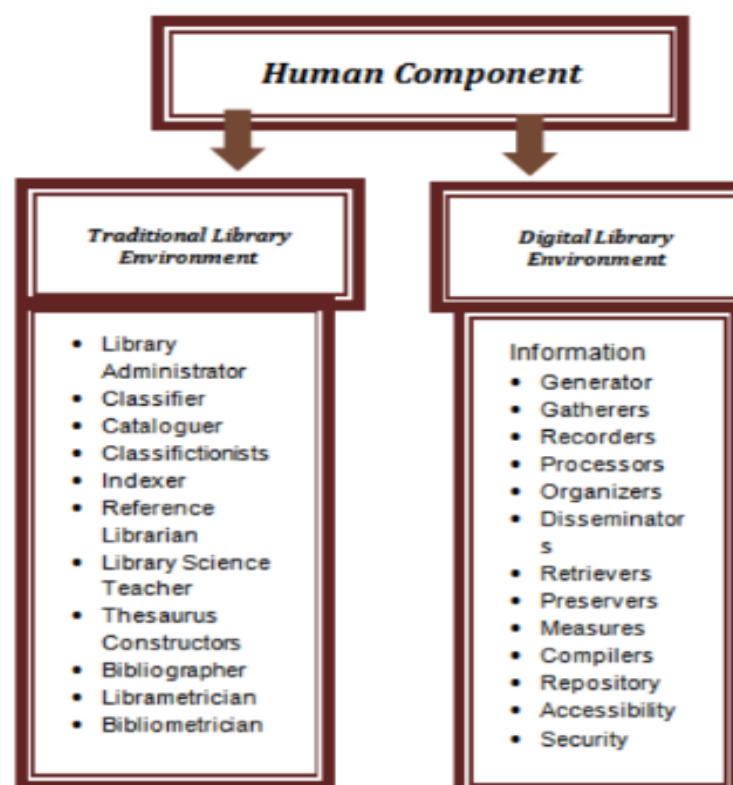 Human Component
Traditional Library
Environment
• Library
Administrator
• Classifier
• Cataloguer
• Classifictionists
• Indexer
• Reference
Librarian
• Library Science
Teacher
• Thesaurus
Constructors
• Bibliographer
• Librametrician
• Bibliometrician
Digital Library
Environment
Information
• Generator
• Gatherers
• Recorders
• Processors
• Organizers
• Disseminator
s
• Retrievers
• Preservers
• Measures
• Compilers
• Repository
• Accessibility
• Security